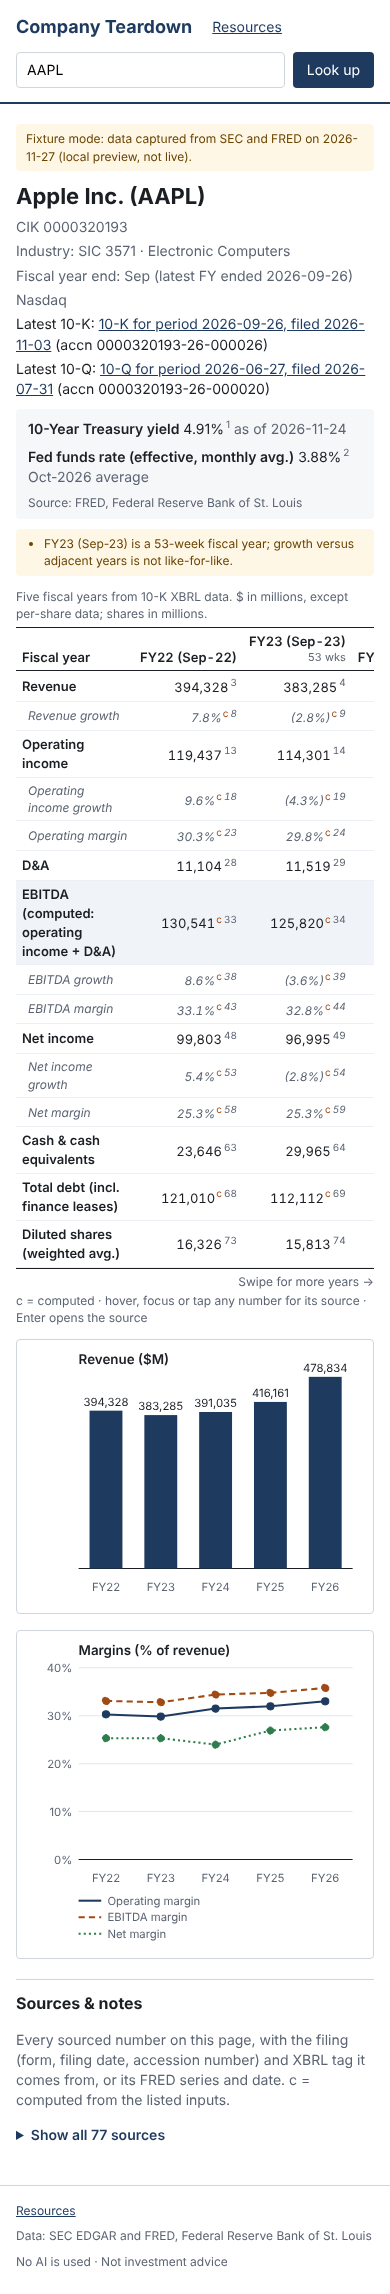 Company Teardown Resources
AAPL Look up
Fixture mode: data captured from SEC and FRED on 2026-
11-27 (local preview, not live).
Apple Inc. (AAPL)
CIK 0000320193
Industry: SIC 3571 · Electronic Computers
Fiscal year end: Sep (latest FY ended 2026-09-26)
Nasdaq
Latest 10-K: 10-K for period 2026-09-26, filed 2026-
11-03 (accn 0000320193-26-000026)
Latest 10-Q: 10-Q for period 2026-06-27, filed 2026-
07-31 (accn 0000320193-26-000020)
10-Year Treasury yield 4.91% 1 as of 2026-11-24
Fed funds rate (effective, monthly avg.) 3.88% 2
Oct-2026 average
Source: FRED, Federal Reserve Bank of St. Louis
• FY23 (Sep-23) is a 53-week fiscal year; growth versus
adjacent years is not like-for-like.
Five fiscal years from 10-K XBRL data. $ in millions, except
per-share data; shares in millions.
Fiscal year FY22 (Sep-22) FY23 (Sep-23) 53 wks FY
Revenue 394,328 3 383,285 4
Revenue growth 7.8% c 8 (2.8%) c 9
Operating
income 119,437 13 114,301 14
Operating
income growth 9.6% c 18 (4.3%) c 19
Operating margin 30.3% c 23 29.8% c 24
D&A 11,104 28 11,519 29
EBITDA
(computed:
operating
income + D&A) 130,541 c 33 125,820 c 34
EBITDA growth 8.6% c 38 (3.6%) c 39
EBITDA margin 33.1% c 43 32.8% c 44
Net income 99,803 48 96,995 49
Net income
growth 5.4% c 53 (2.8%) c 54
Net margin 25.3% c 58 25.3% c 59
Cash & cash
equivalents 23,646 63 29,965 64
Total debt (incl.
finance leases) 121,010 c 68 112,112 c 69
Diluted shares
(weighted avg.) 16,326 73 15,813 74
Swipe for more years →
c = computed · hover, focus or tap any number for its source ·
Enter opens the source
Revenue ($M)
394,328 383,285 391,035 416,161 478,834
FY22 FY23 FY24 FY25 FY26
Margins (% of revenue)
40%
30%
20%
10%
0%
FY22 FY23 FY24 FY25 FY26
Operating margin
EBITDA margin
Net margin
Sources & notes
Every sourced number on this page, with the filing
(form, filing date, accession number) and XBRL tag it
comes from, or its FRED series and date. c =
computed from the listed inputs.
▶ Show all 77 sources
Resources
Data: SEC EDGAR and FRED, Federal Reserve Bank of St. Louis
No AI is used · Not investment advice